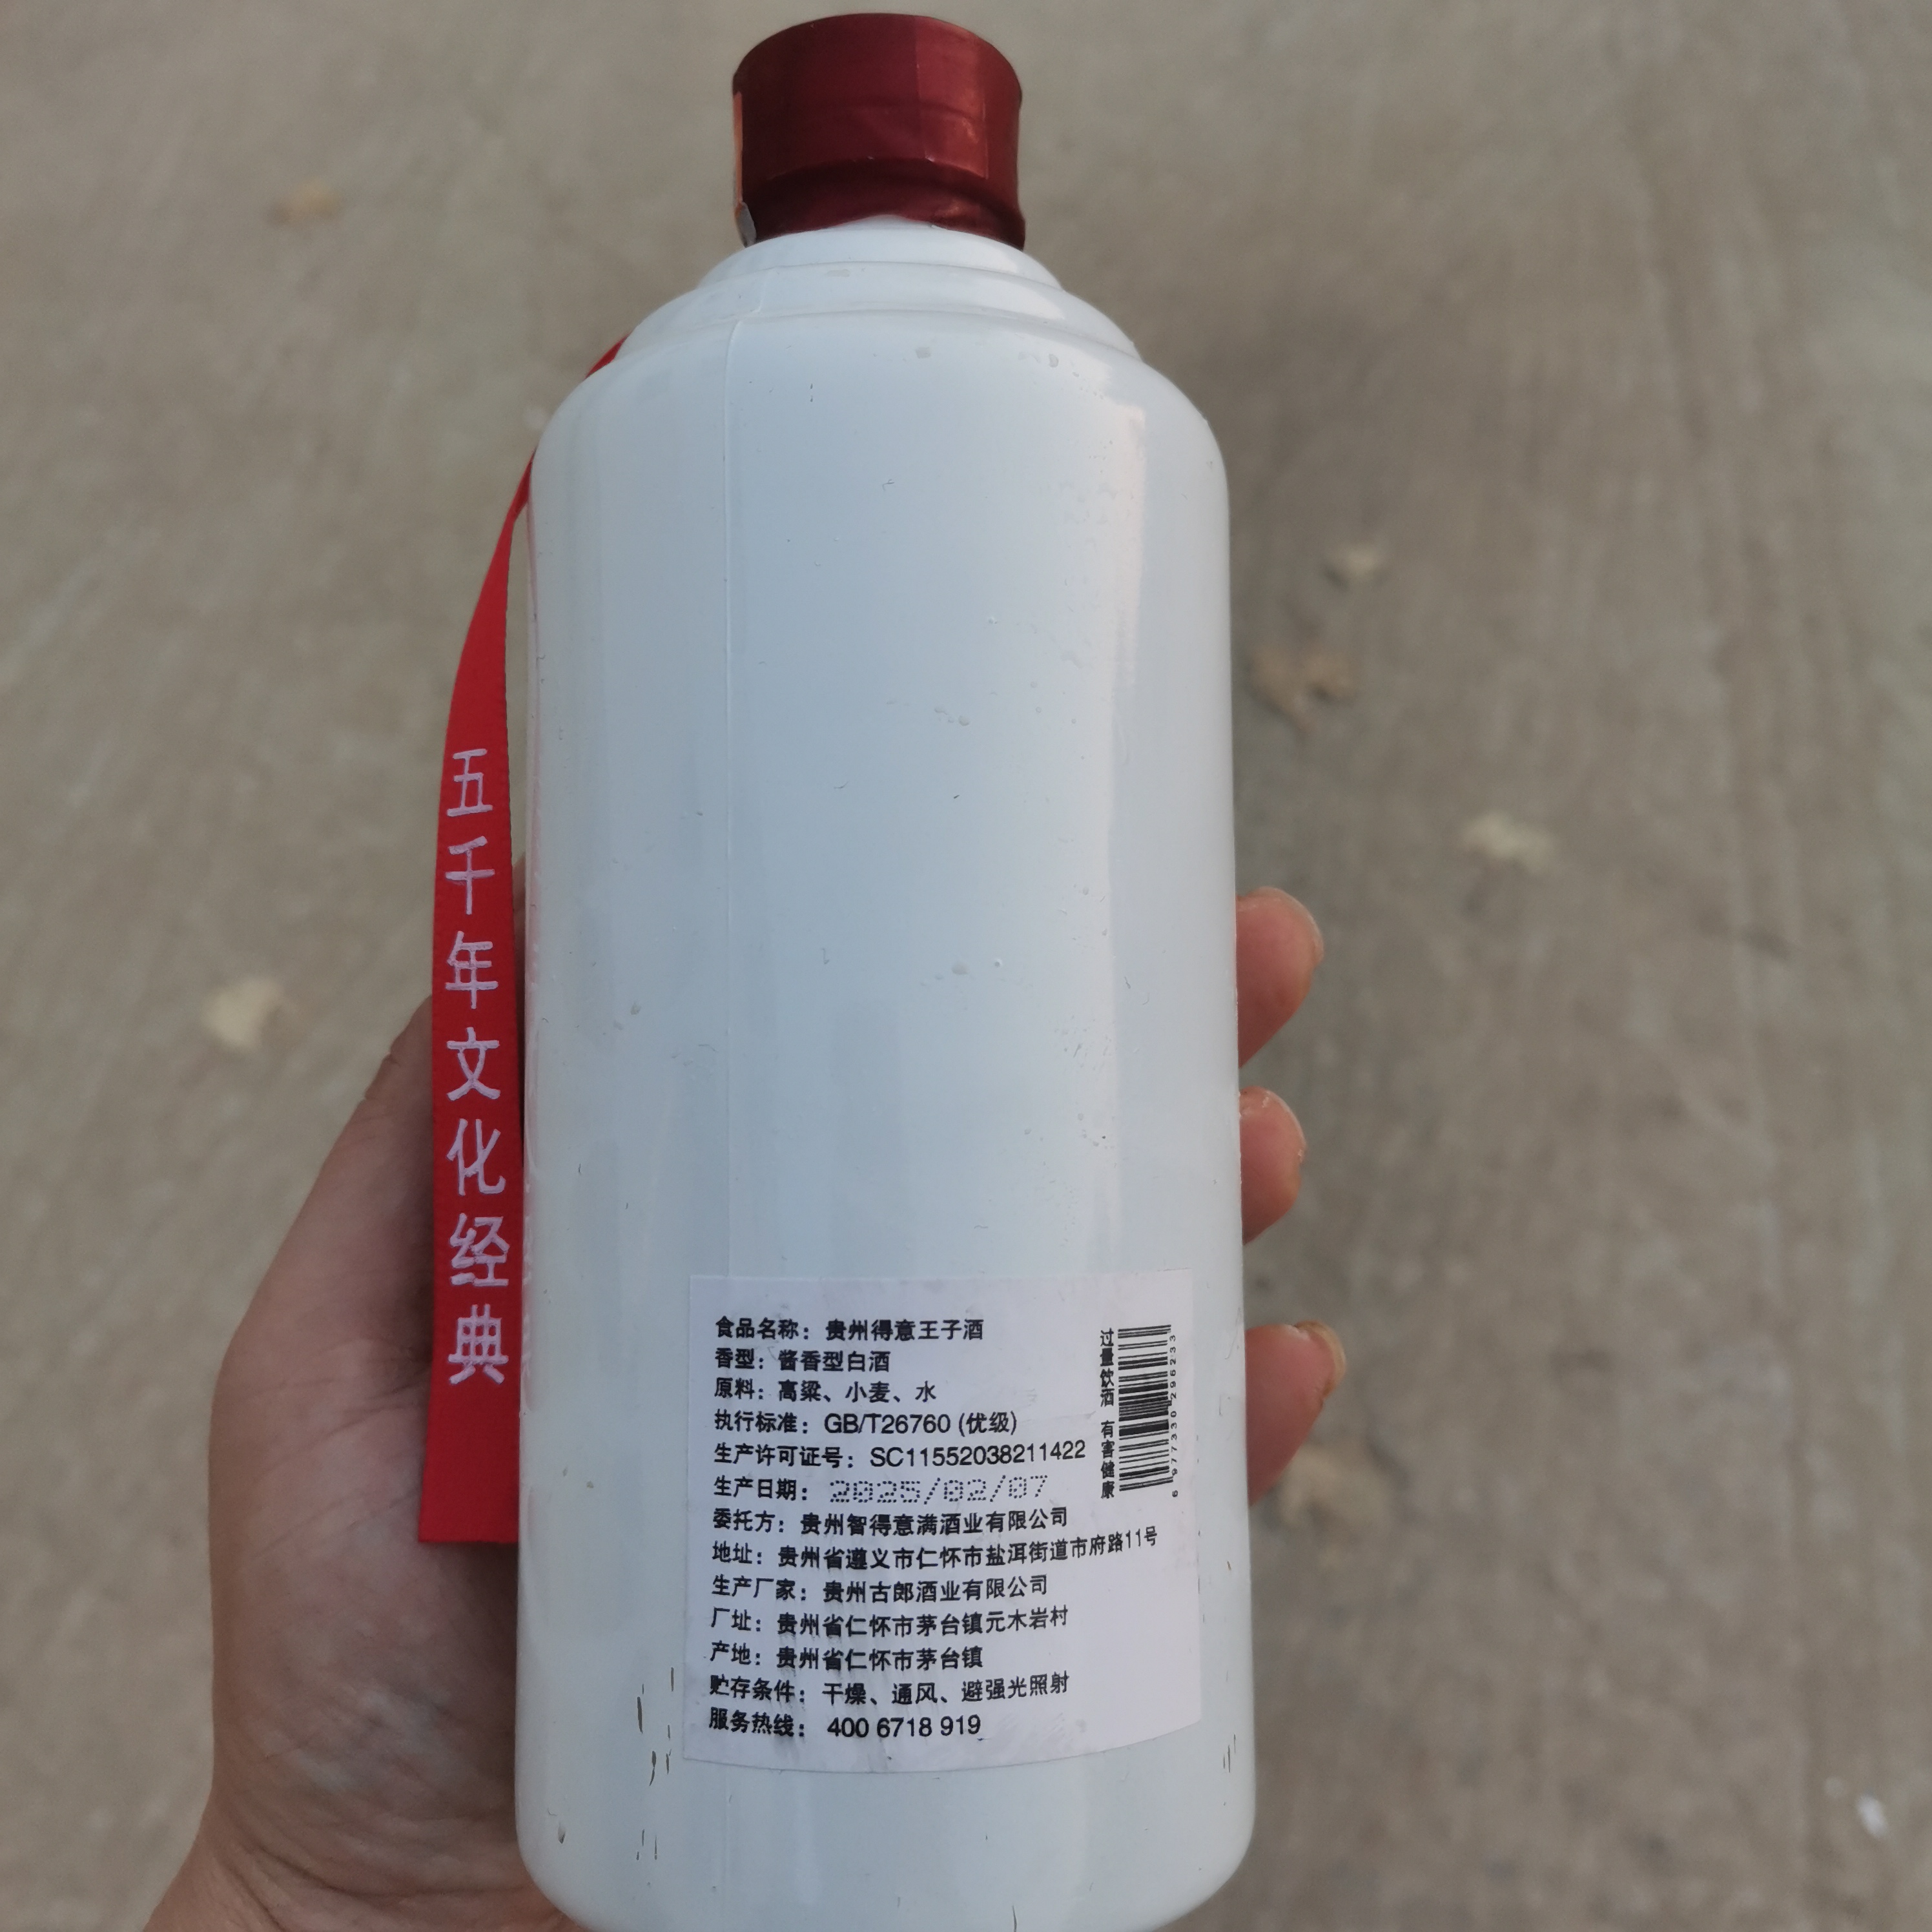 五千年文化经典
食品名称：贵州得意王子酒
香型：酱香型白酒
原料：高粱、小麦、水
执行标准：GB/T26760 (优级)
生产许可证号：SC11552038211422
生产日期：2025/02/07
委托方：贵州智得意满酒业有限公司
地址：贵州省遵义市仁怀市盐洱街道市府路11号
生产厂家：贵州古郎酒业有限公司
厂址：贵州省仁怀市茅台镇元木岩村
产地：贵州省仁怀市茅台镇
贮存条件：干燥、通风、避强光照射
服务热线：400 6718 919
过量饮酒 有害健康
6 977330 296233